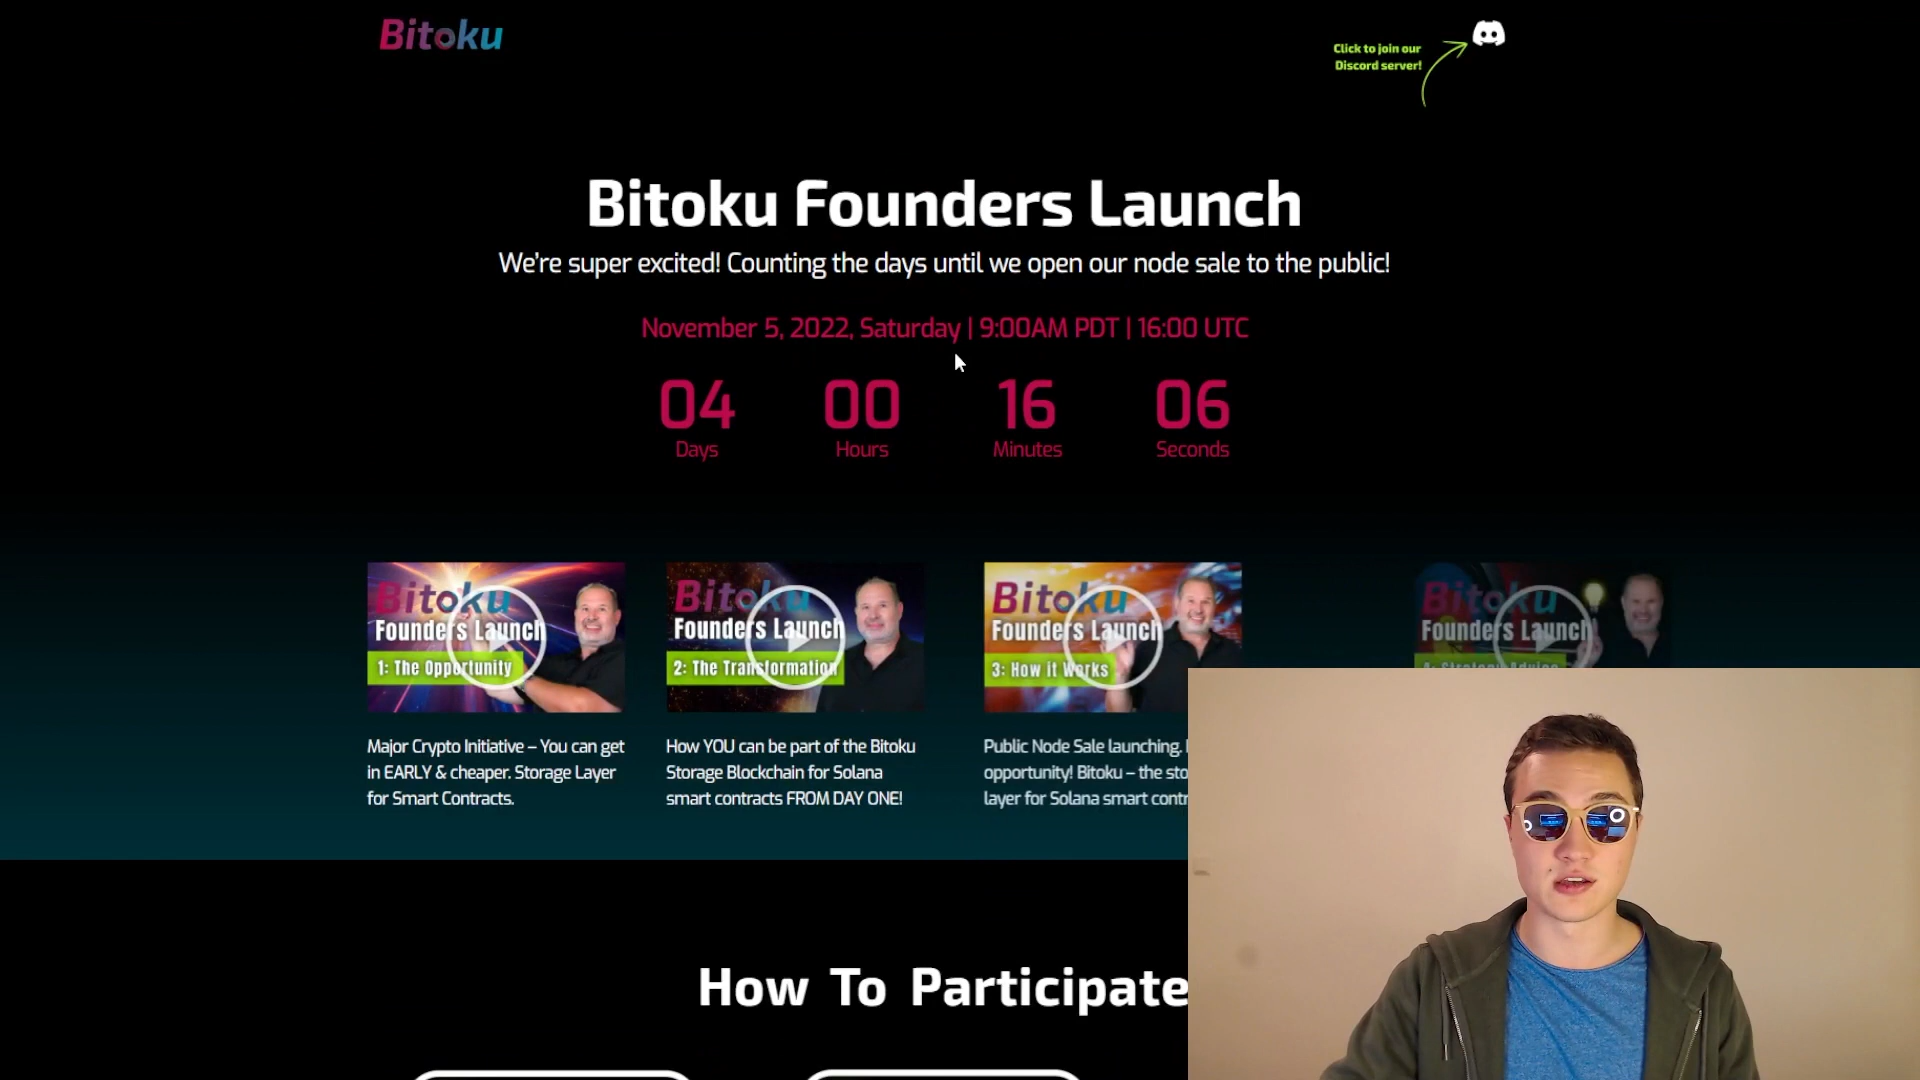 Bitoku
Click to join our
Discord server!
Bitoku Founders Launch
We're super excited! Counting the days until we open our node sale to the public!
November 5, 2022, Saturday | 9:00AM PDT | 16:00 UTC
04 00 16 06
Days Hours Minutes Seconds
Bitoku
Founders Launch
1: The Opportunity
Major Crypto Initiative – You can get
in EARLY & cheaper. Storage Layer
for Smart Contracts.
Bitoku
Founders Launch
2: The Transformation
How YOU can be part of the Bitoku
Storage Blockchain for Solana
smart contracts FROM DAY ONE!
Bitoku
Founders Launch
3: How it Works
Public Node Sale launching.
opportunity! Bitoku – the sto
layer for Solana smart contr
Bitoku
Founders Launch
How To Participate